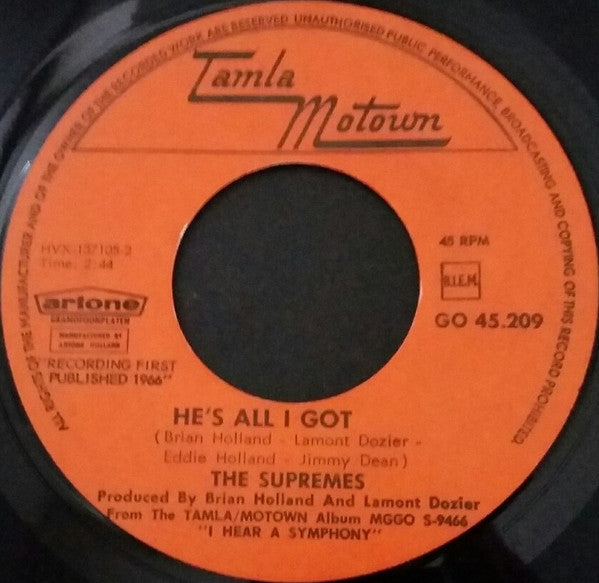 ALL RIGHTS OF THE MANUFACTURER AND OF THE OWNER OF THE RECORDED WORK ARE RESERVED UNAUTHORISED PUBLIC PERFORMANCE, BROADCASTING AND COPYING OF THIS RECORD PROHIBITED.
Tamla
Motown
HVX-137105-2
Time: 2:44
artone
GRAMOFOONPLATEN
MANUFACTURED BY
ARTONE HOLLAND
"RECORDING FIRST
PUBLISHED 1966"
45 RPM
B.I.E.M.
GO 45.209
HE'S ALL I GOT
(Brian Holland - Lamont Dozier -
Eddie Holland - Jimmy Dean)
THE SUPREMES
Produced By Brian Holland And Lamont Dozier
From The TAMLA/MOTOWN Album MGGO S-9466
"I HEAR A SYMPHONY"